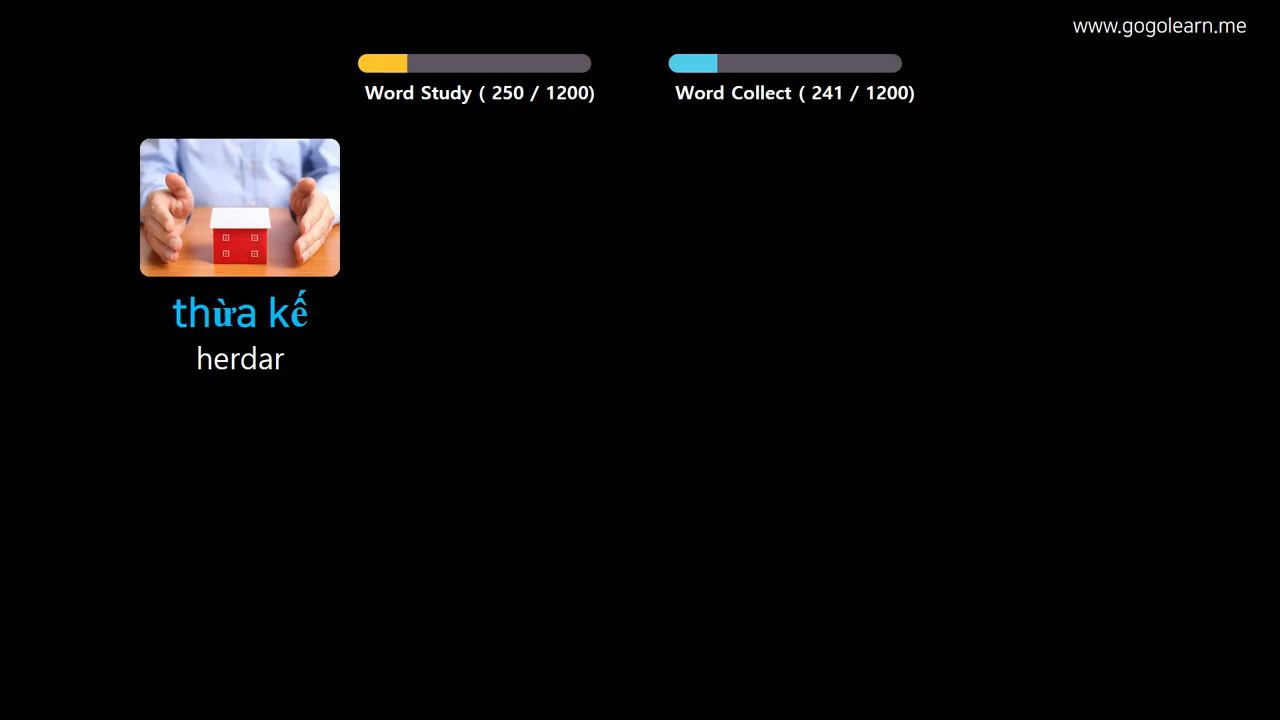 www.gogolearn.me
Word Study ( 250 / 1200)
Word Collect ( 241 / 1200)
thừa kế
herdar